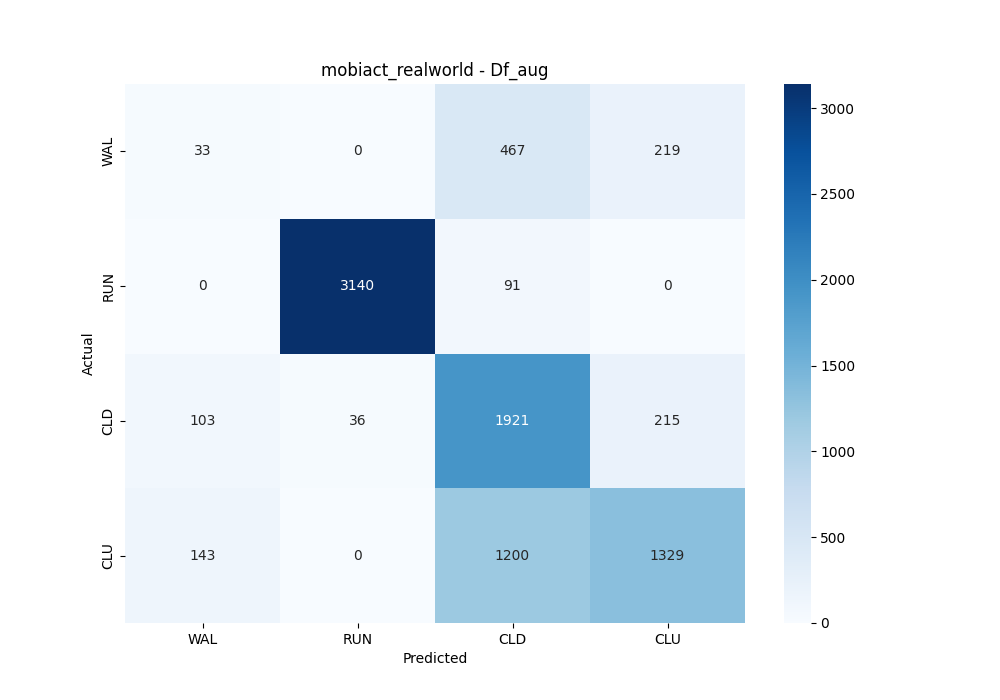 mobiact_realworld - Df_aug
WAL 33 0 467 219
RUN 0 3140 91 0
CLD 103 36 1921 215
CLU 143 0 1200 1329
WAL RUN CLD CLU
Predicted
Actual
3000
2500
2000
1500
1000
500
0